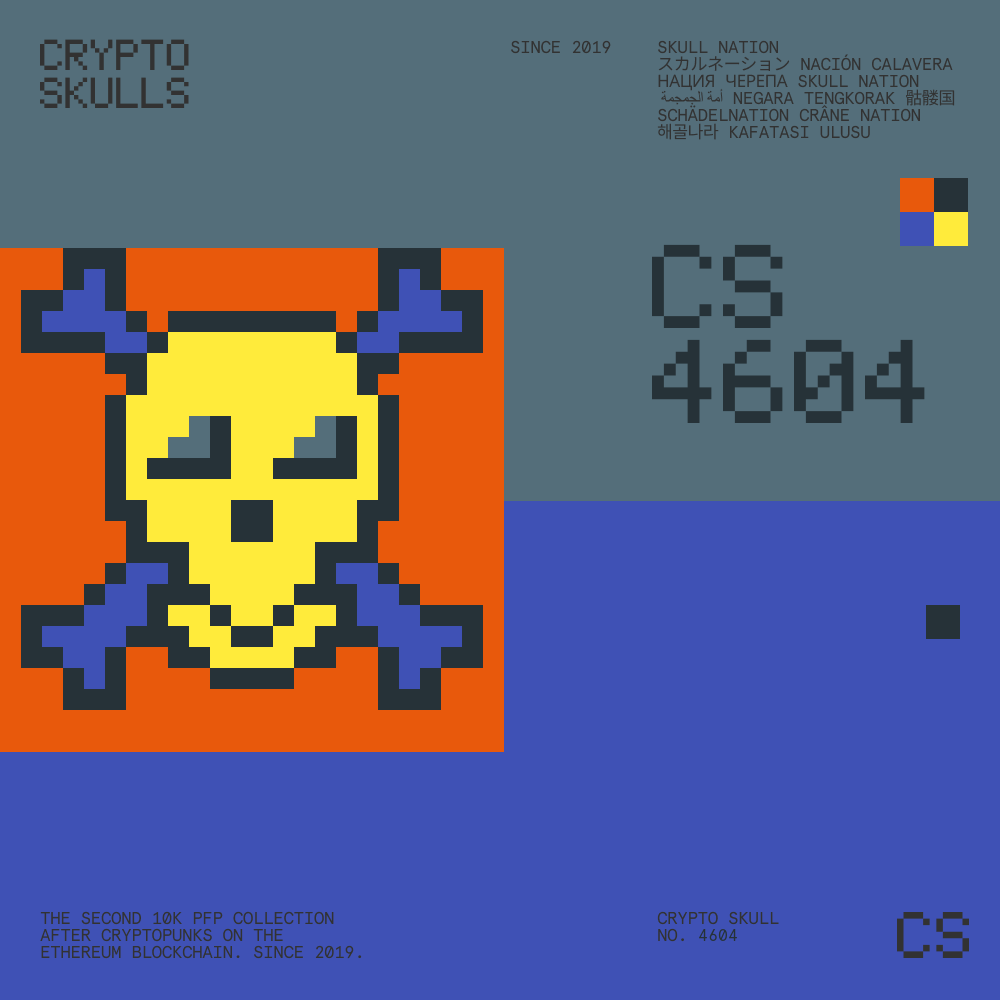 CRYPTO
SKULLS
SINCE 2019
SKULL NATION
スカルネーション NACIÓN CALAVERA
НАЦИЯ ЧЕРЕПА SKULL NATION
أمة الجمجمة NEGARA TENGKORAK 骷髅国
SCHÄDELNATION CRÂNE NATION
해골나라 KAFATASI ULUSU
CS
4604
THE SECOND 10K PFP COLLECTION
AFTER CRYPTOPUNKS ON THE
ETHEREUM BLOCKCHAIN. SINCE 2019.
CRYPTO SKULL
NO. 4604
CS